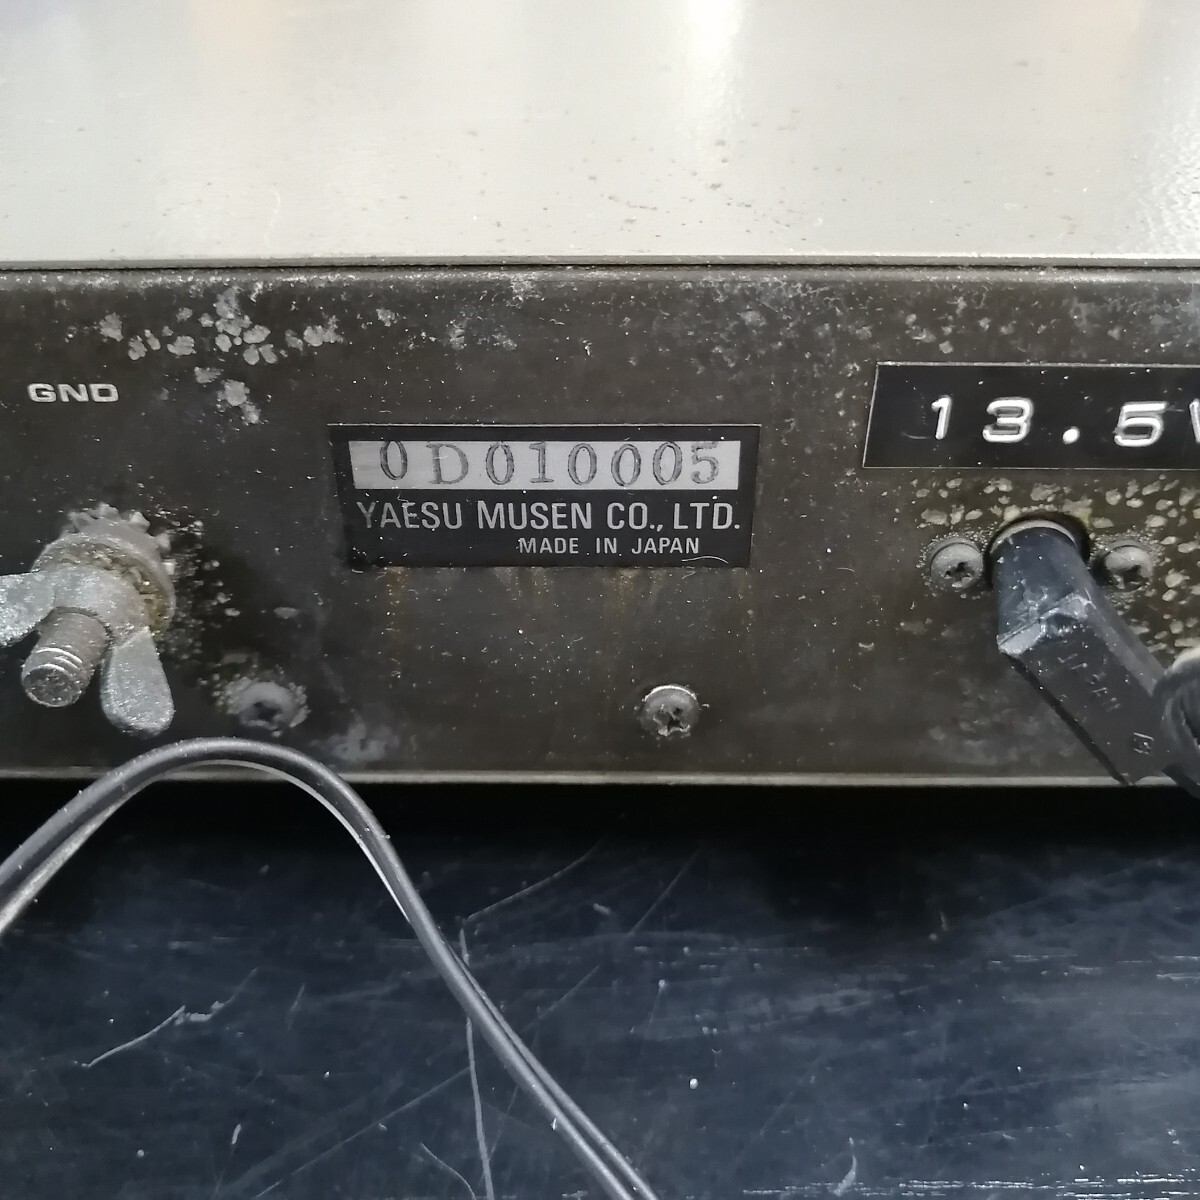 GND
0D010005
YAESU MUSEN CO., LTD.
MADE IN JAPAN
13.5